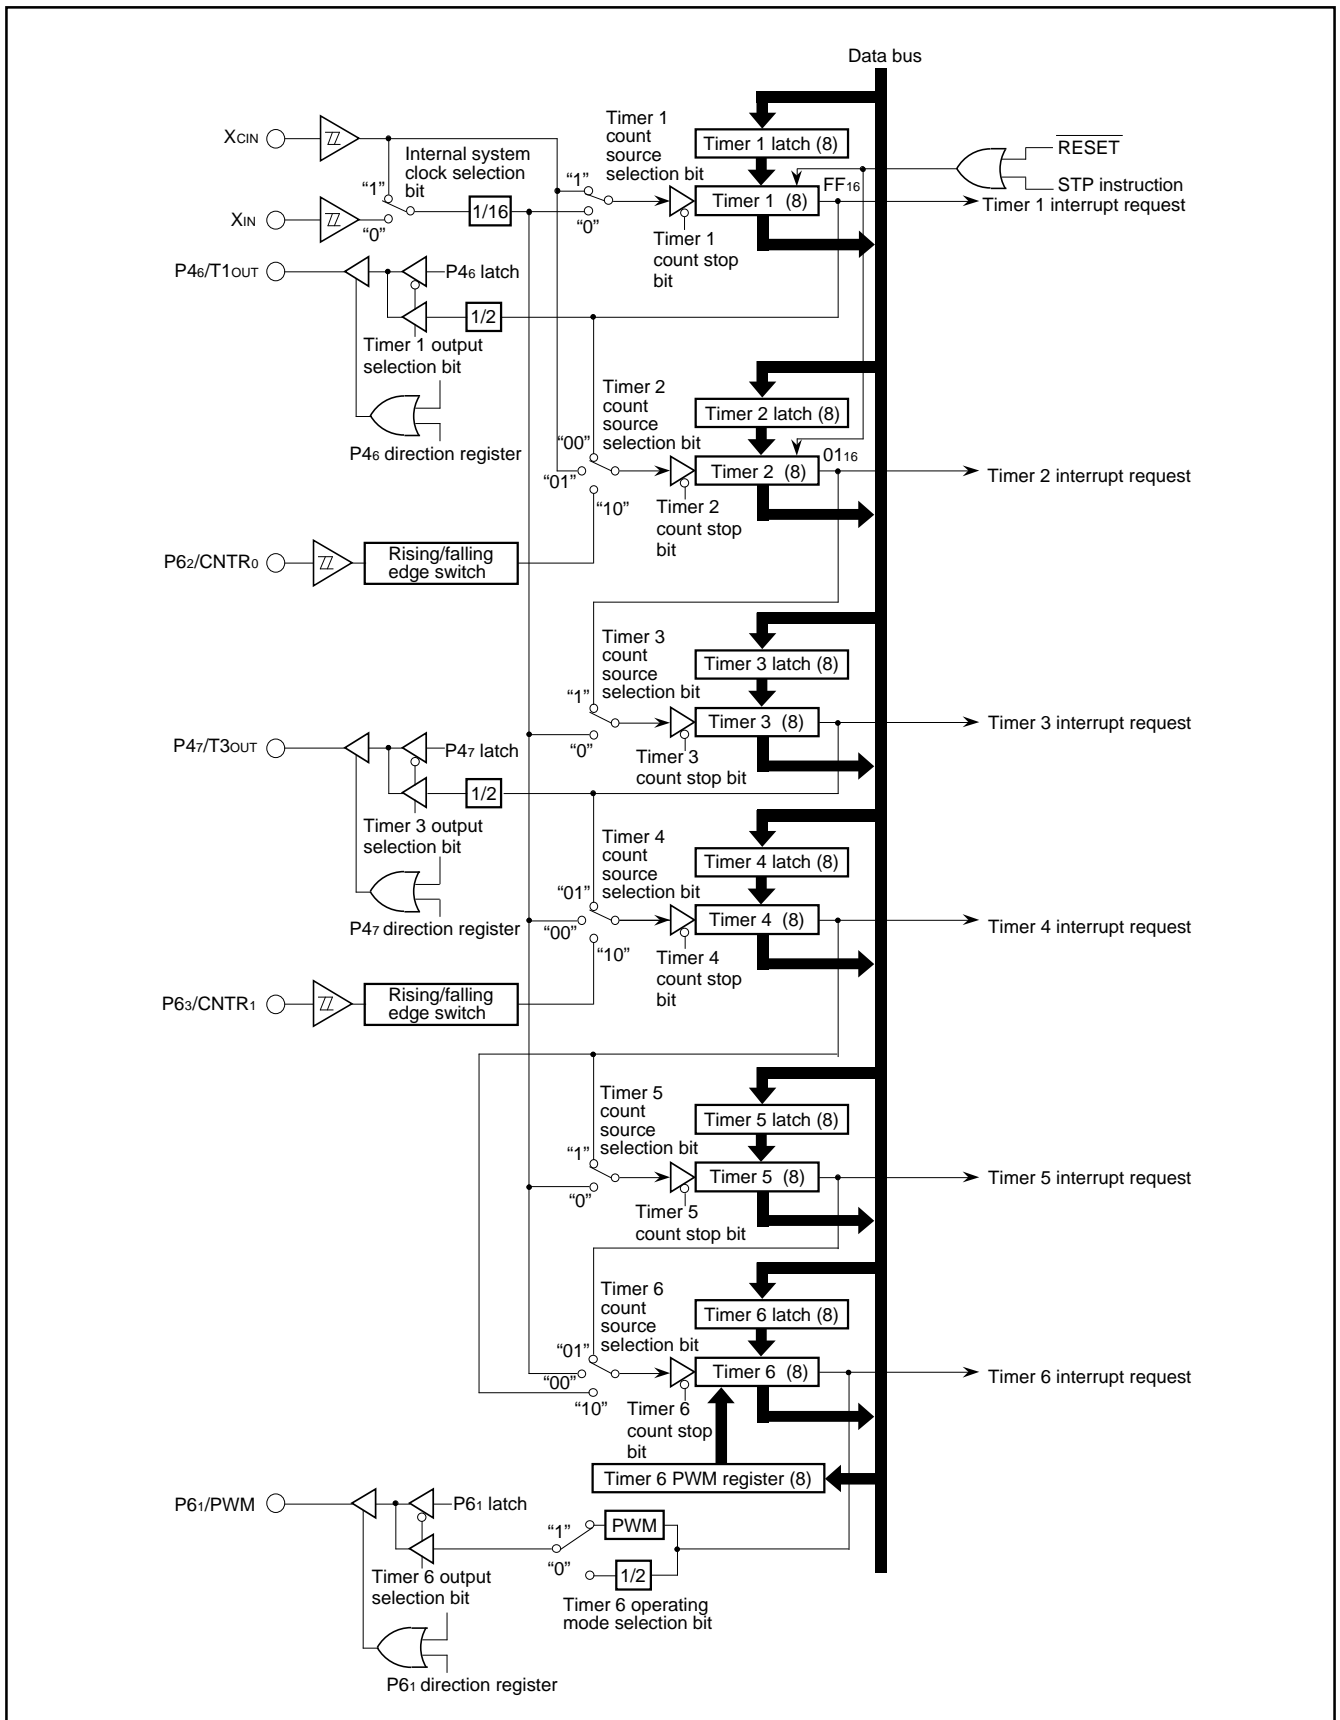 Data bus
XCIN
Internal system
clock selection
bit
"1"
"0"
XIN
1/16
Timer 1
count
source
selection bit
"1"
"0"
Timer 1 latch (8)
Timer 1 (8)
FF16
Timer 1
count stop
bit
RESET
STP instruction
Timer 1 interrupt request
P46/T1OUT
P46 latch
1/2
Timer 1 output
selection bit
P46 direction register
Timer 2
count
source
selection bit
"00"
"01"
"10"
Timer 2 latch (8)
Timer 2 (8)
0116
Timer 2
count stop
bit
Timer 2 interrupt request
P62/CNTR0
Rising/falling
edge switch
Timer 3
count
source
selection bit
"1"
"0"
Timer 3 latch (8)
Timer 3 (8)
Timer 3
count stop bit
Timer 3 interrupt request
P47/T3OUT
P47 latch
1/2
Timer 3 output
selection bit
P47 direction register
Timer 4
count
source
selection bit
"01"
"00"
"10"
Timer 4 latch (8)
Timer 4 (8)
Timer 4
count stop
bit
Timer 4 interrupt request
P63/CNTR1
Rising/falling
edge switch
Timer 5
count
source
selection bit
"1"
"0"
Timer 5 latch (8)
Timer 5 (8)
Timer 5
count stop bit
Timer 5 interrupt request
Timer 6
count
source
selection bit
"01"
"00"
"10"
Timer 6 latch (8)
Timer 6 (8)
Timer 6
count stop
bit
Timer 6 interrupt request
Timer 6 PWM register (8)
P61/PWM
P61 latch
"1"
"0"
PWM
1/2
Timer 6 output
selection bit
Timer 6 operating
mode selection bit
P61 direction register